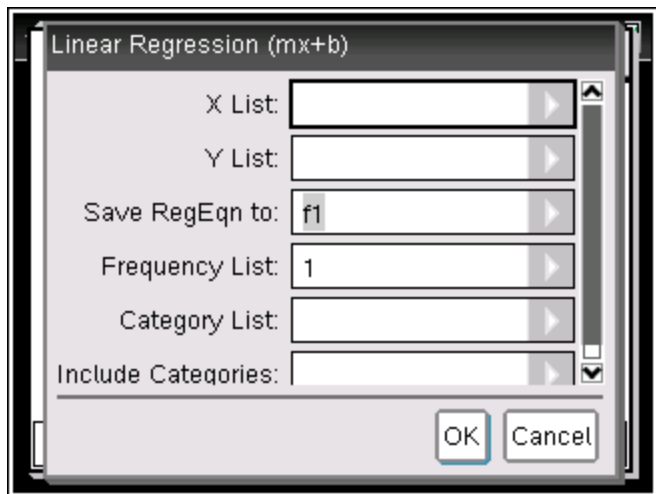 Linear Regression (mx+b)
X List:
Y List:
Save RegEqn to: f1
Frequency List: 1
Category List:
Include Categories:
OK Cancel